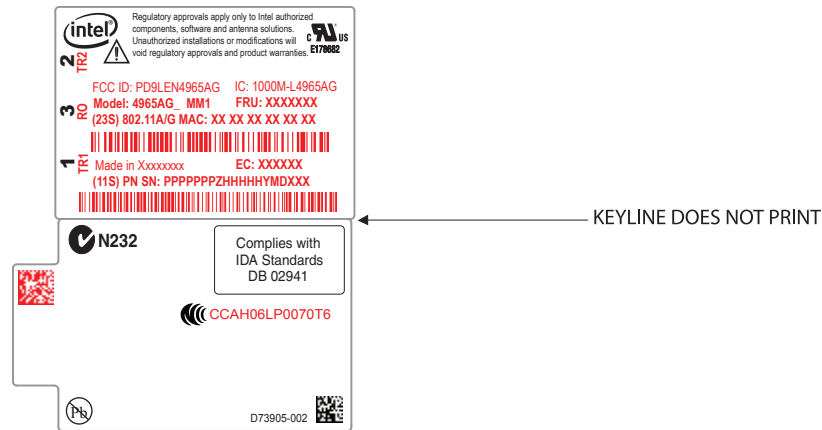 intel
Regulatory approvals apply only to Intel authorized
components, software and antenna solutions.
Unauthorized installations or modifications will
void regulatory approvals and product warranties.
C RU US
E179682
2
TR2
FCC ID: PD9LEN4965AG IC: 1000M-L4965AG
Model: 4965AG_ MM1 FRU: XXXXXXX
(23S) 802.11A/G MAC: XX XX XX XX XX XX
3
RO
1
TR1
Made in Xxxxxxxx EC: XXXXXX
(11S) PN SN: PPPPPPPZHHHHHYMDXXX
KEYLINE DOES NOT PRINT
N232
Complies with
IDA Standards
DB 02941
CCAH06LP0070T6
Pb
D73905-002